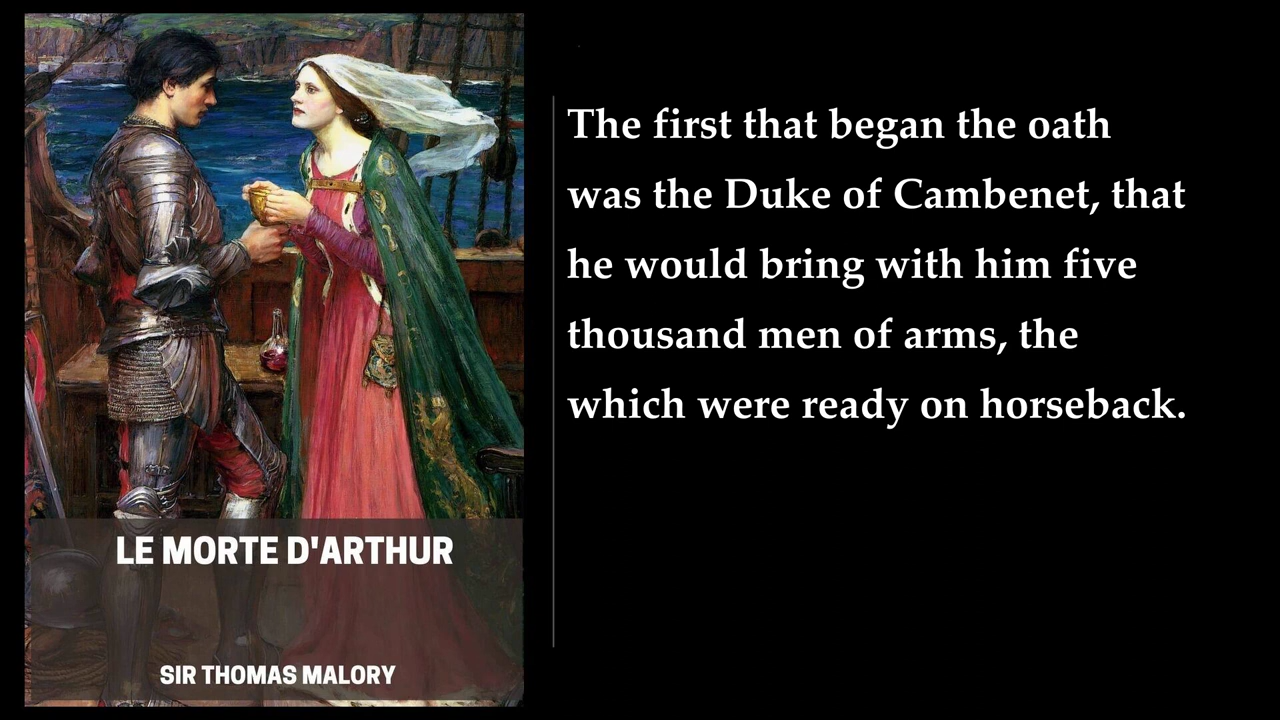 The first that began the oath
was the Duke of Cambenet, that
he would bring with him five
thousand men of arms, the
which were ready on horseback.
LE MORTE D'ARTHUR
SIR THOMAS MALORY